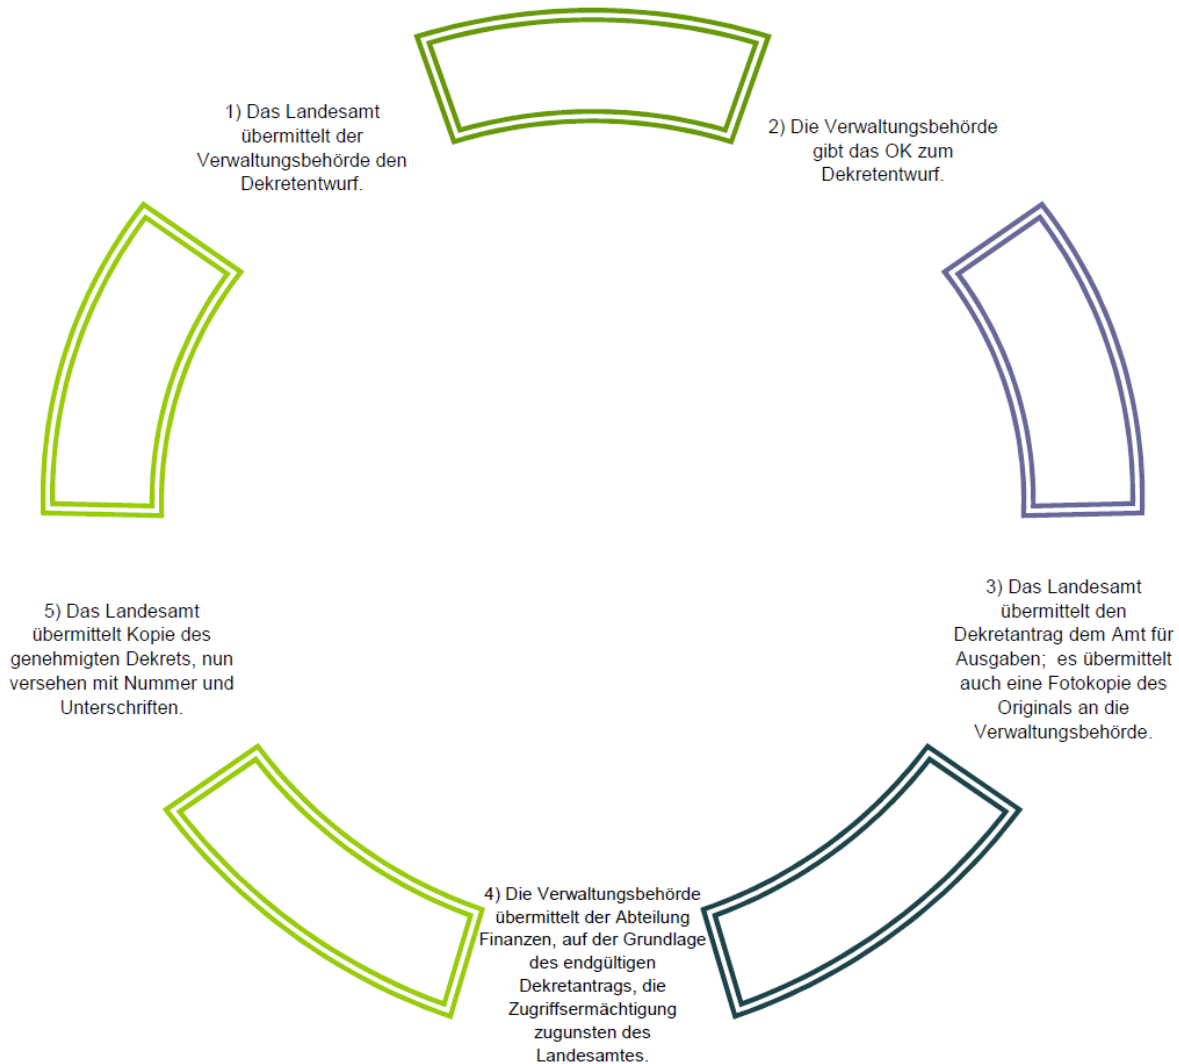 1) Das Landesamt
übermittelt der
Verwaltungsbehörde den
Dekretentwurf.
2) Die Verwaltungsbehörde
gibt das OK zum
Dekretentwurf.
3) Das Landesamt
übermittelt den
Dekretantrag dem Amt für
Ausgaben; es übermittelt
auch eine Fotokopie des
Originals an die
Verwaltungsbehörde.
4) Die Verwaltungsbehörde
übermittelt der Abteilung
Finanzen, auf der Grundlage
des endgültigen
Dekretantrags, die
Zugriffsermächtigung
zugunsten des
Landesamtes.
5) Das Landesamt
übermittelt Kopie des
genehmigten Dekrets, nun
versehen mit Nummer und
Unterschriften.